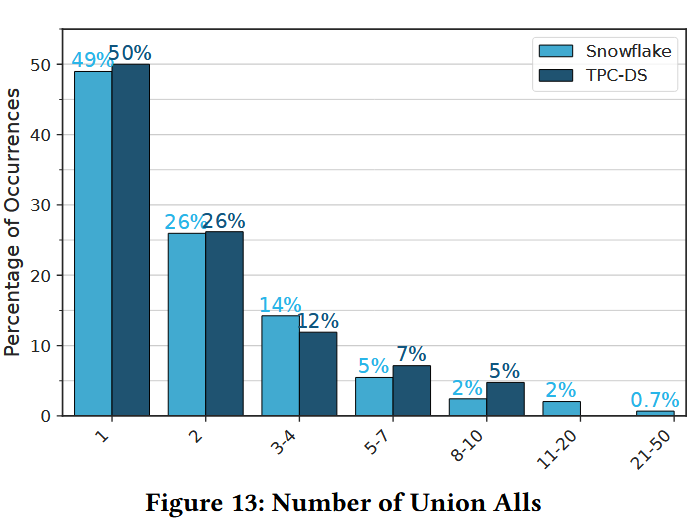 49% 50%
26% 26%
14% 12%
5% 7%
2% 5%
2%
0.7%
Snowflake
TPC-DS
Percentage of Occurrences
50
40
30
20
10
0
1 2 3-4 5-7 8-10 11-20 21-50
Figure 13: Number of Union Alls